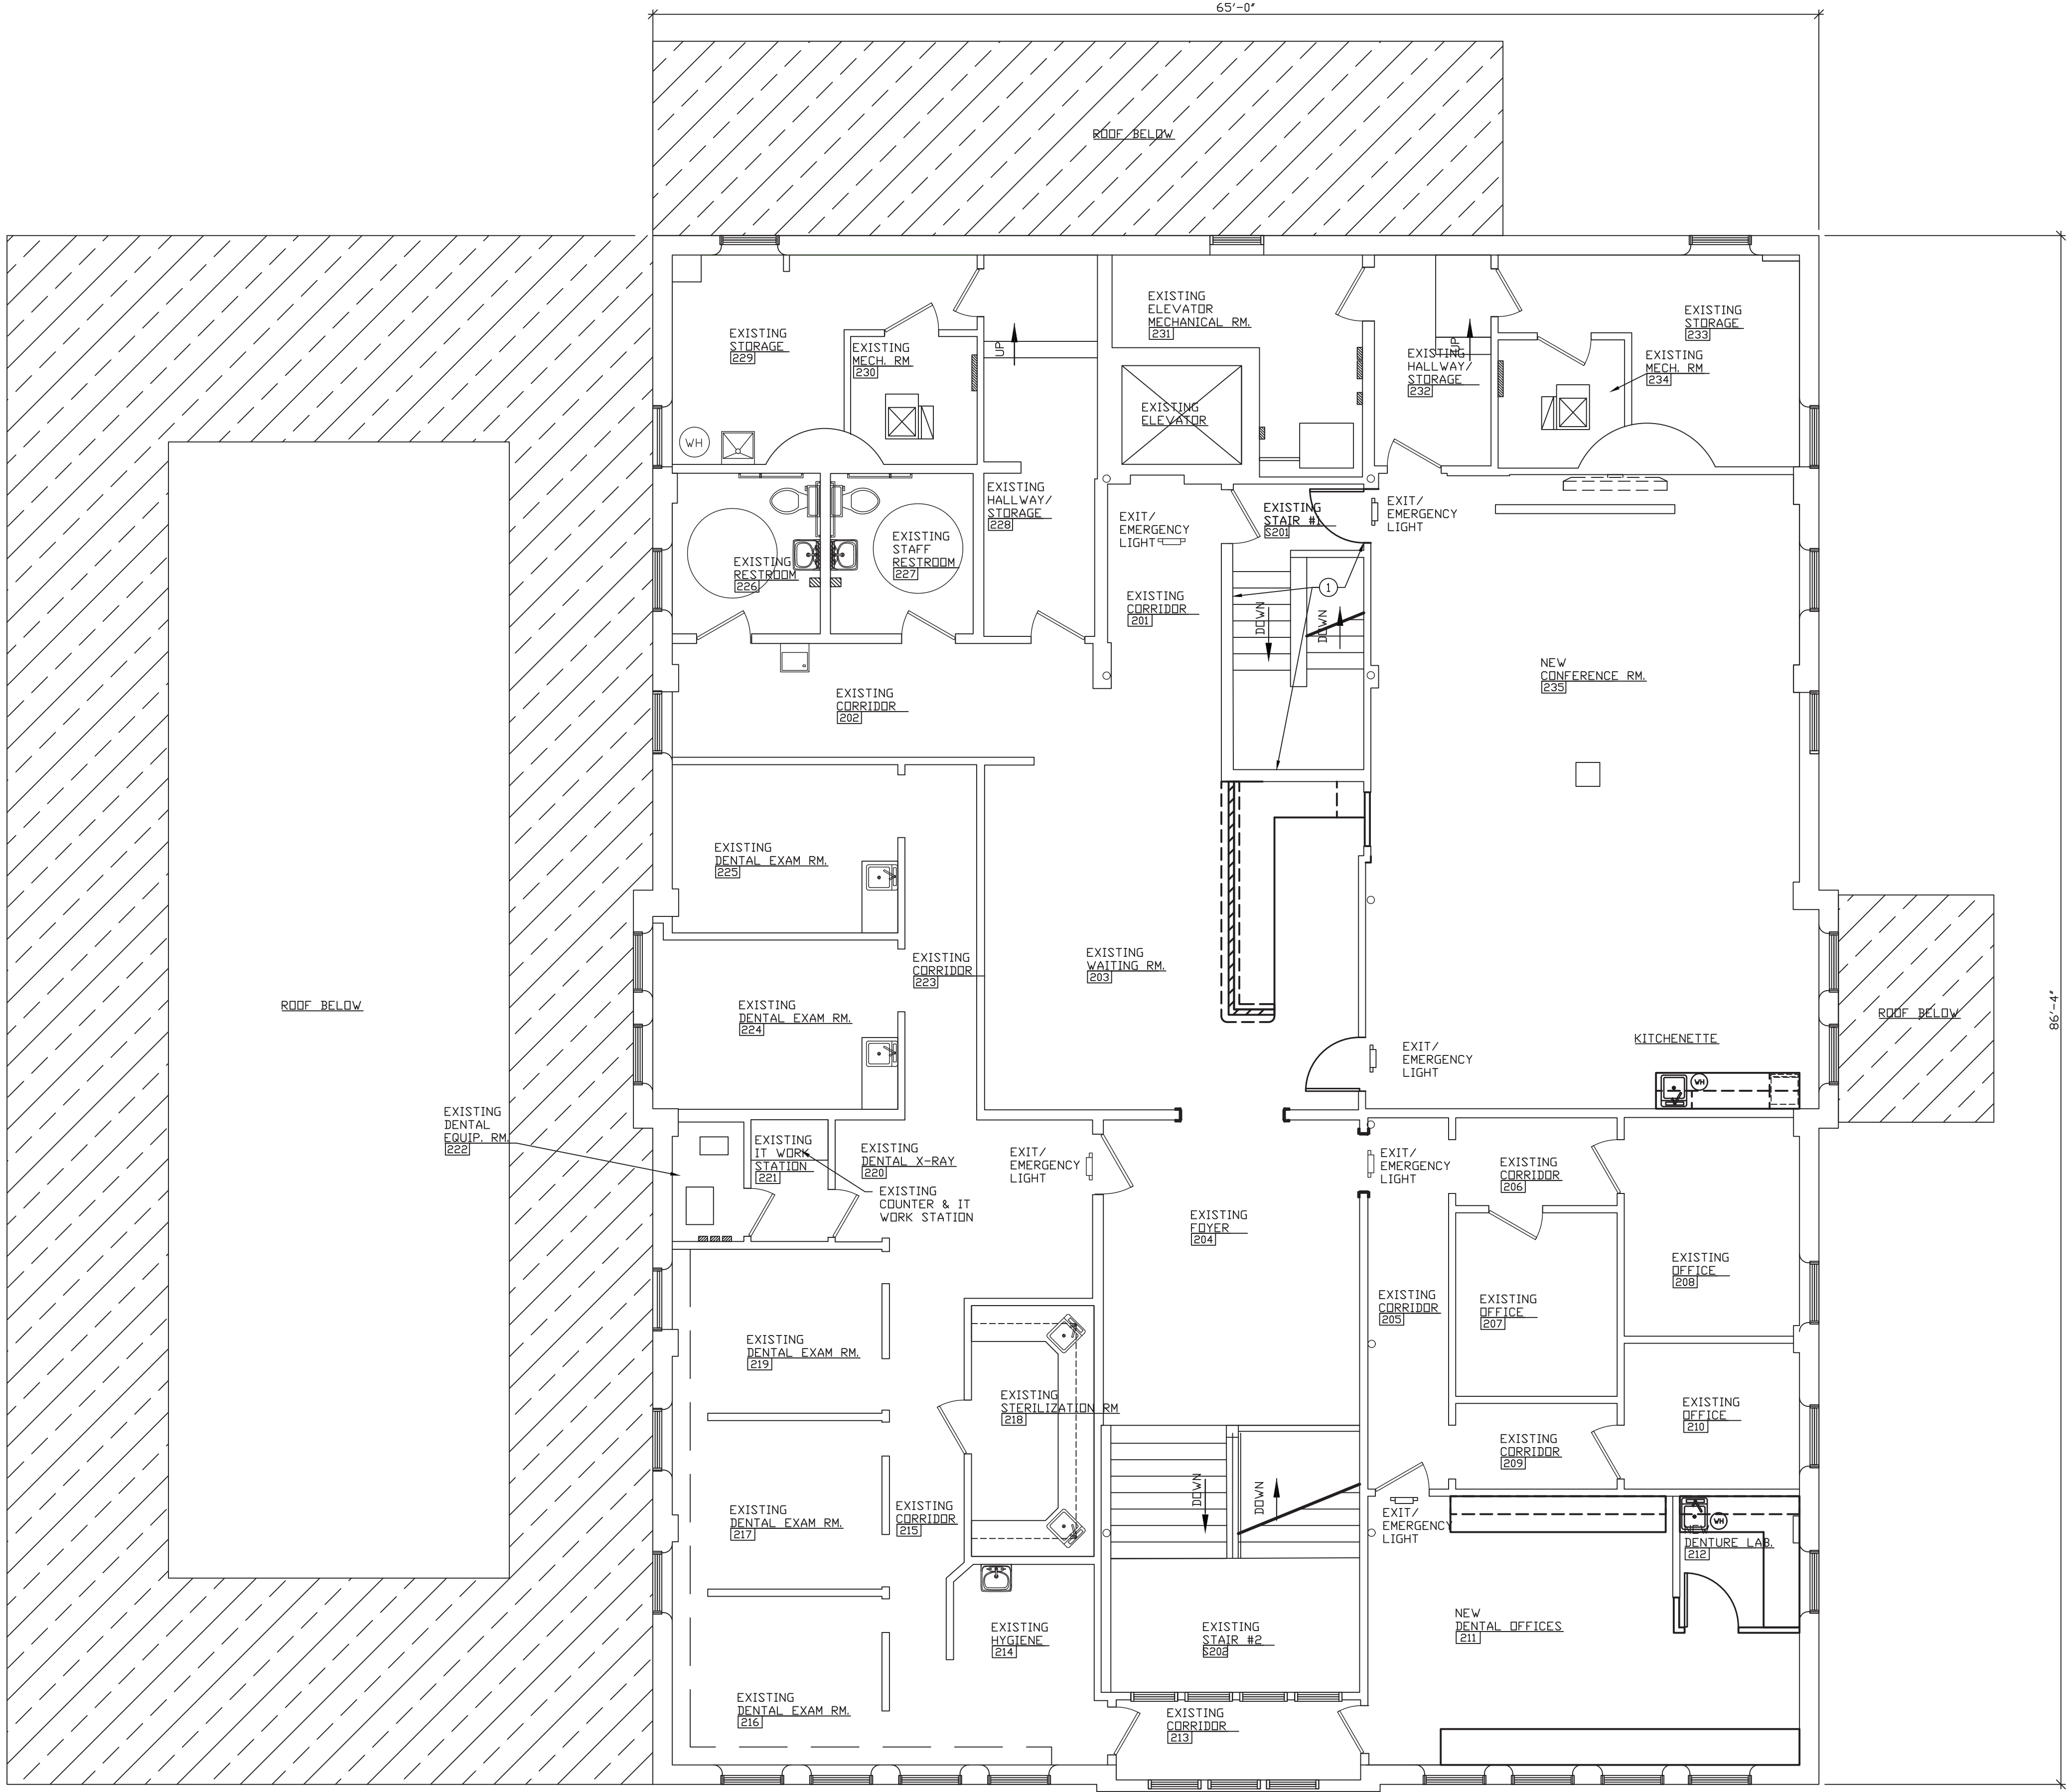 65'-0"
ROOF BELOW
EXISTING
STORAGE
229
EXISTING
MECH. RM
230
UP
EXISTING
ELEVATOR
MECHANICAL RM.
231
EXISTING
ELEVATOR
EXISTING
HALLWAY/
STORAGE
232
UP
EXISTING
STORAGE
233
EXISTING
MECH. RM
234
WH
EXISTING
RESTROOM
226
EXISTING
STAFF
RESTROOM
227
EXISTING
HALLWAY/
STORAGE
228
EXIT/
EMERGENCY
LIGHT
EXISTING
STAIR #1
S201
EXIT/
EMERGENCY
LIGHT
1
EXISTING
CORRIDOR
201
DOWN
DOWN
EXISTING
CORRIDOR
202
NEW
CONFERENCE RM.
235
EXISTING
DENTAL EXAM RM.
225
EXISTING
CORRIDOR
223
EXISTING
WAITING RM.
203
ROOF BELOW
EXISTING
DENTAL EXAM RM.
224
ROOF BELOW
86'-4"
KITCHENETTE
WH
EXIT/
EMERGENCY
LIGHT
EXISTING
DENTAL
EQUIP. RM.
222
EXISTING
IT WORK
STATION
221
EXISTING
DENTAL X-RAY
220
EXISTING
COUNTER & IT
WORK STATION
EXIT/
EMERGENCY
LIGHT
EXIT/
EMERGENCY
LIGHT
EXISTING
CORRIDOR
206
EXISTING
FOYER
204
EXISTING
OFFICE
208
EXISTING
CORRIDOR
205
EXISTING
OFFICE
207
EXISTING
DENTAL EXAM RM.
219
EXISTING
STERILIZATION RM
218
EXISTING
OFFICE
210
EXISTING
CORRIDOR
209
EXISTING
DENTAL EXAM RM.
217
EXISTING
CORRIDOR
215
DOWN
DOWN
EXIT/
EMERGENCY
LIGHT
WH
NEW
DENTURE LAB.
212
EXISTING
HYGIENE
214
EXISTING
STAIR #2
S202
NEW
DENTAL OFFICES
211
EXISTING
DENTAL EXAM RM.
216
EXISTING
CORRIDOR
213